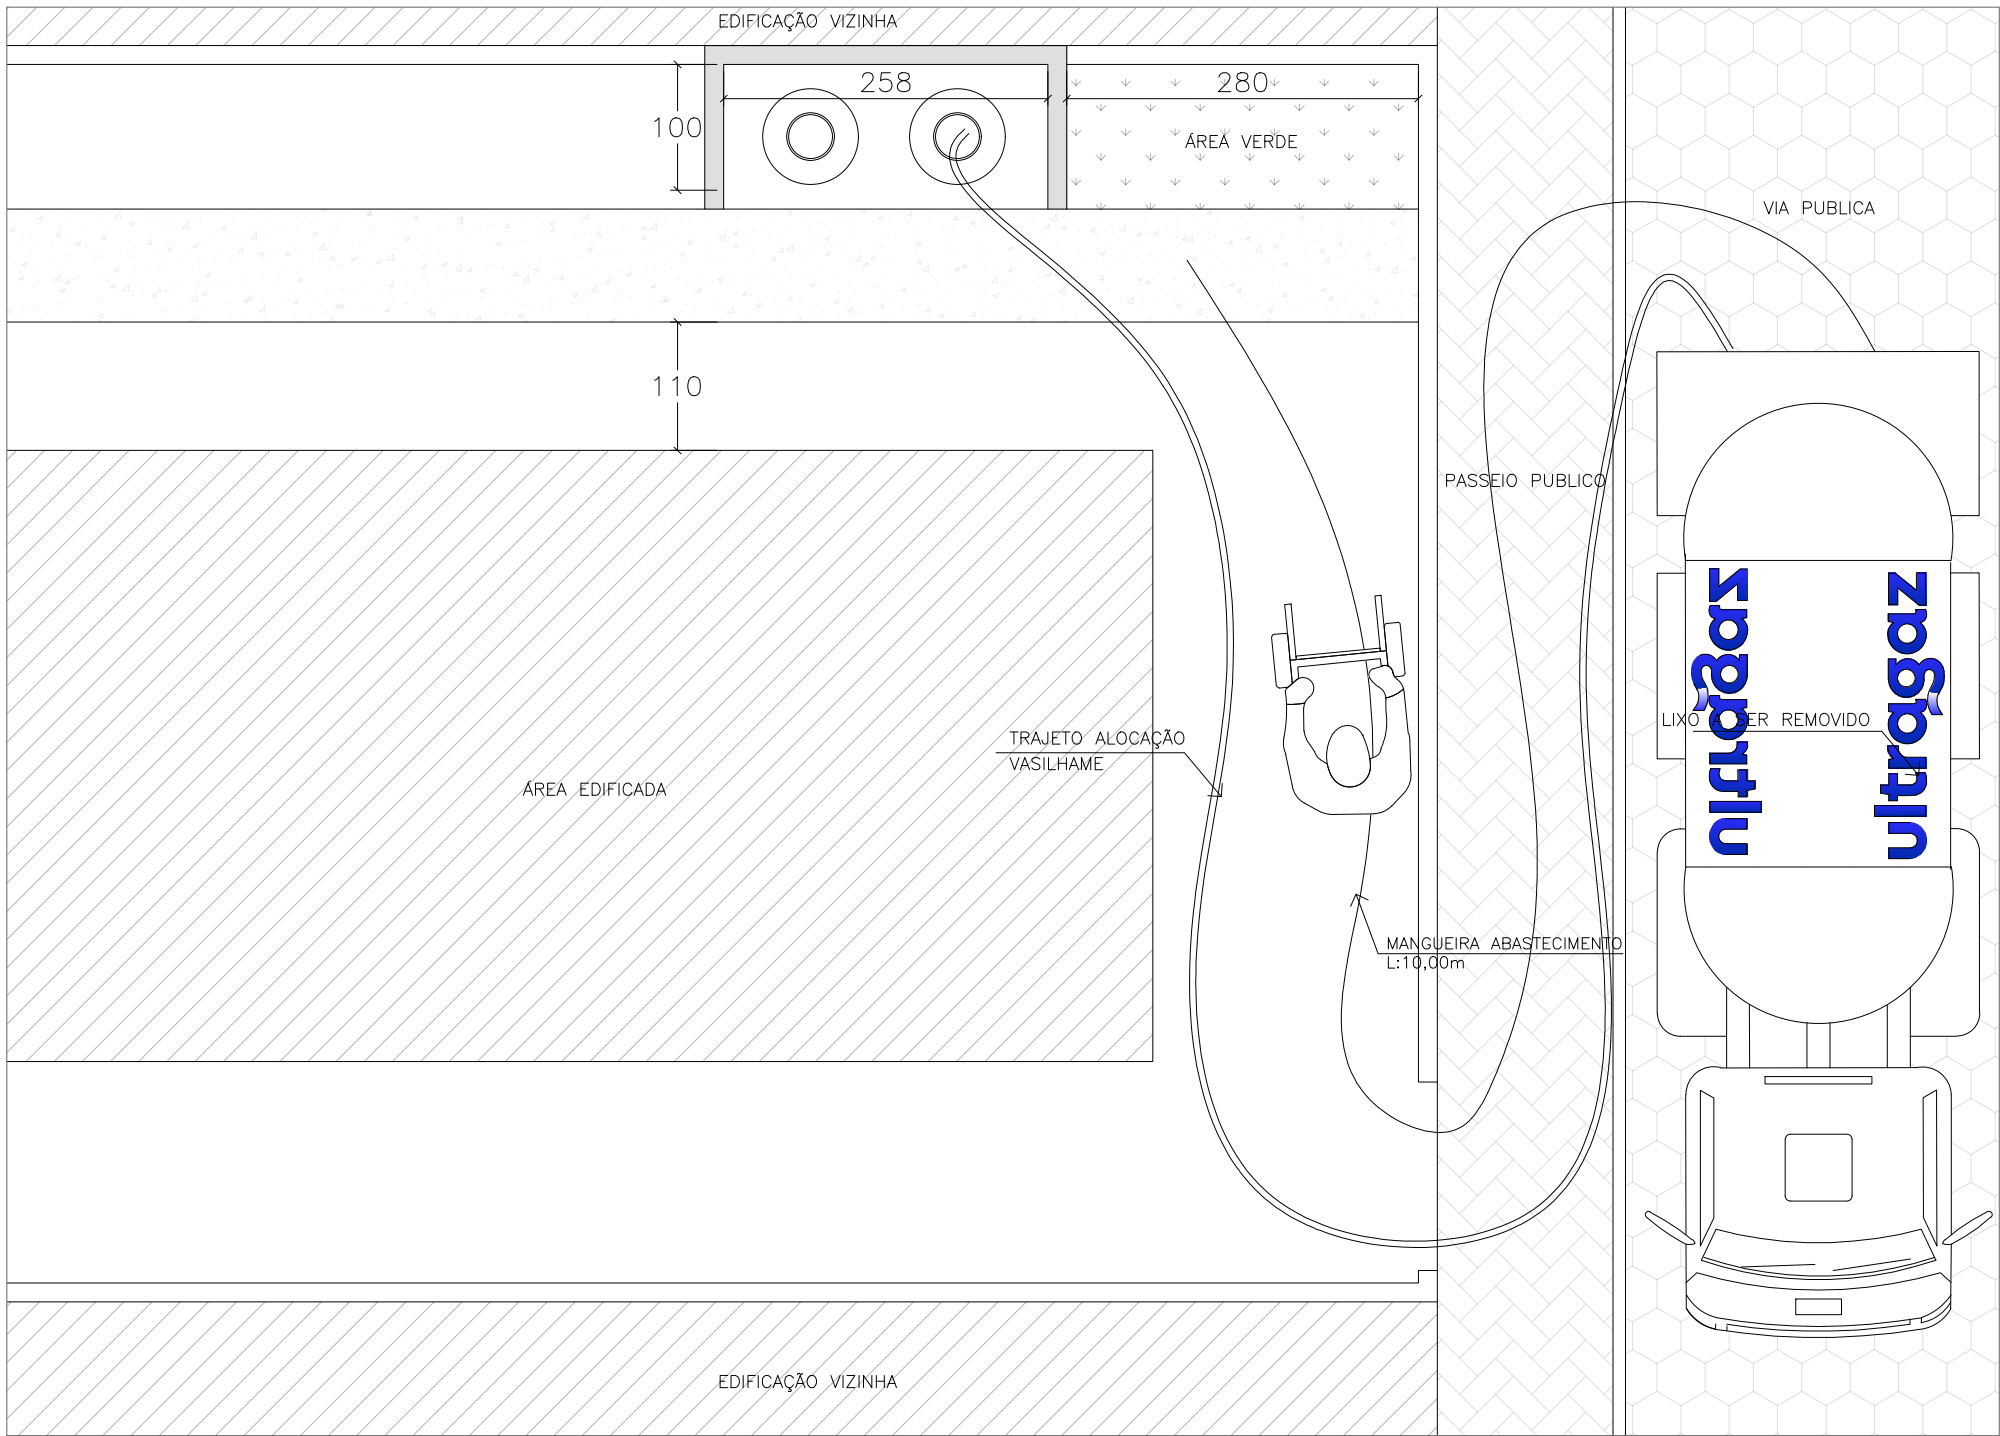 EDIFICAÇÃO VIZINHA
258
280
100
ÁREA VERDE
VIA PUBLICA
110
PASSEIO PUBLICO
ultragaz
ultragaz
LIXO A SER REMOVIDO
TRAJETO ALOCAÇÃO
VASILHAME
ÁREA EDIFICADA
MANGUEIRA ABASTECIMENTO
L:10,00m
EDIFICAÇÃO VIZINHA